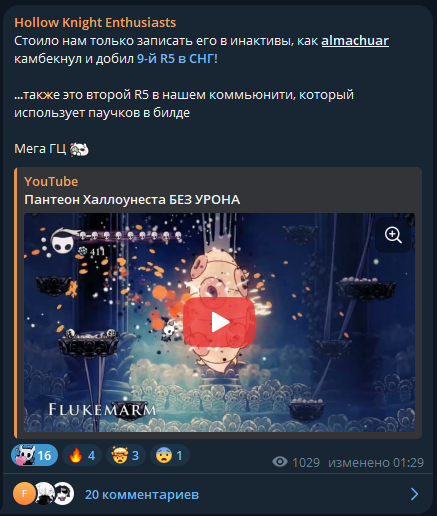 Hollow Knight Enthusiasts
Стоило нам только записать его в инактивы, как almachuar
камбекнул и добил 9-й R5 в СНГ!
...также это второй R5 в нашем коммьюнити, который
использует паучков в билде
Мега ГЦ
YouTube
Пантеон Халлоунеста БЕЗ УРОНА
411
FLUKEMARM
16 4 3 1
1029 изменено 01:29
F
20 комментариев